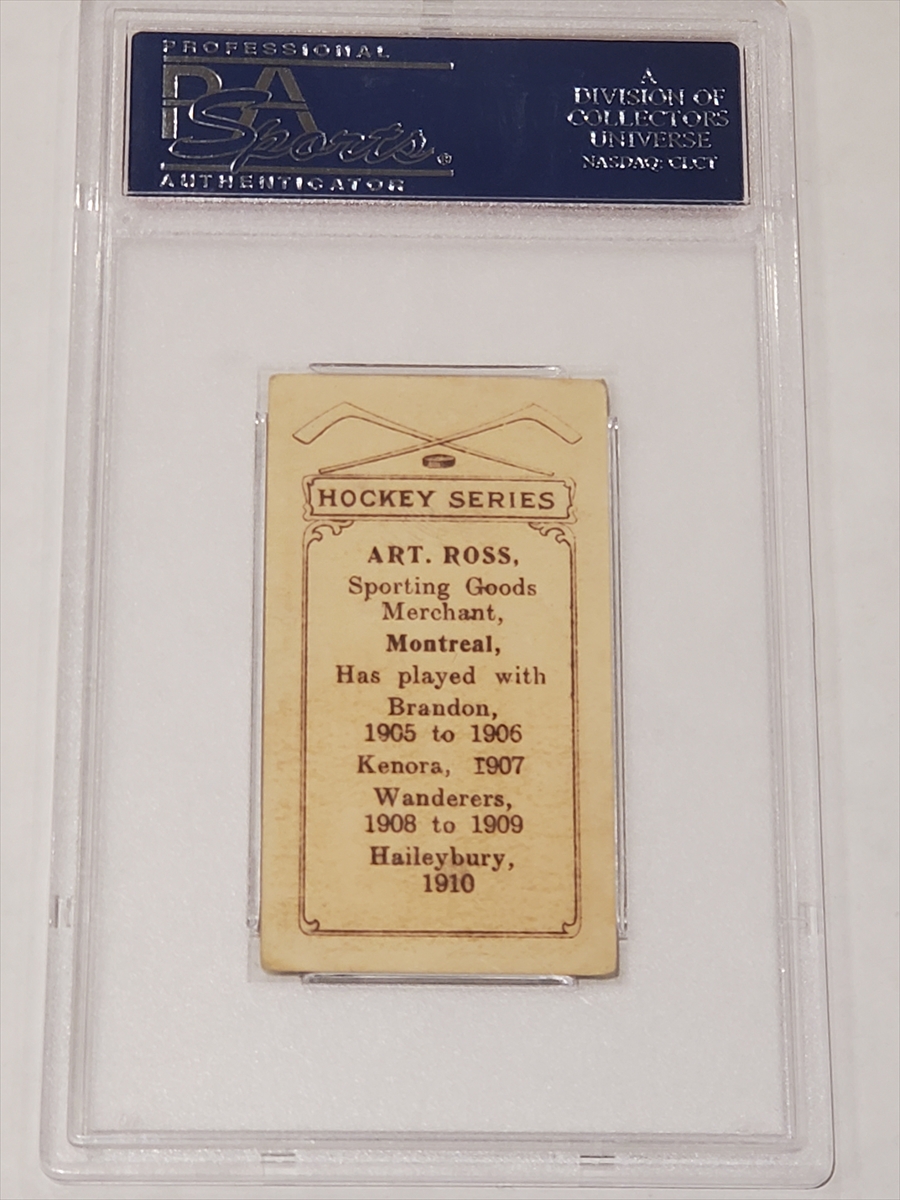 PROFESSIONAL
PSA
Sports®
AUTHENTICATOR
A
DIVISION OF
COLLECTORS
UNIVERSE
NASDAQ: CLCT
HOCKEY SERIES
ART. ROSS,
Sporting Goods
Merchant,
Montreal,
Has played with
Brandon,
1905 to 1906
Kenora, 1907
Wanderers,
1908 to 1909
Haileybury,
1910